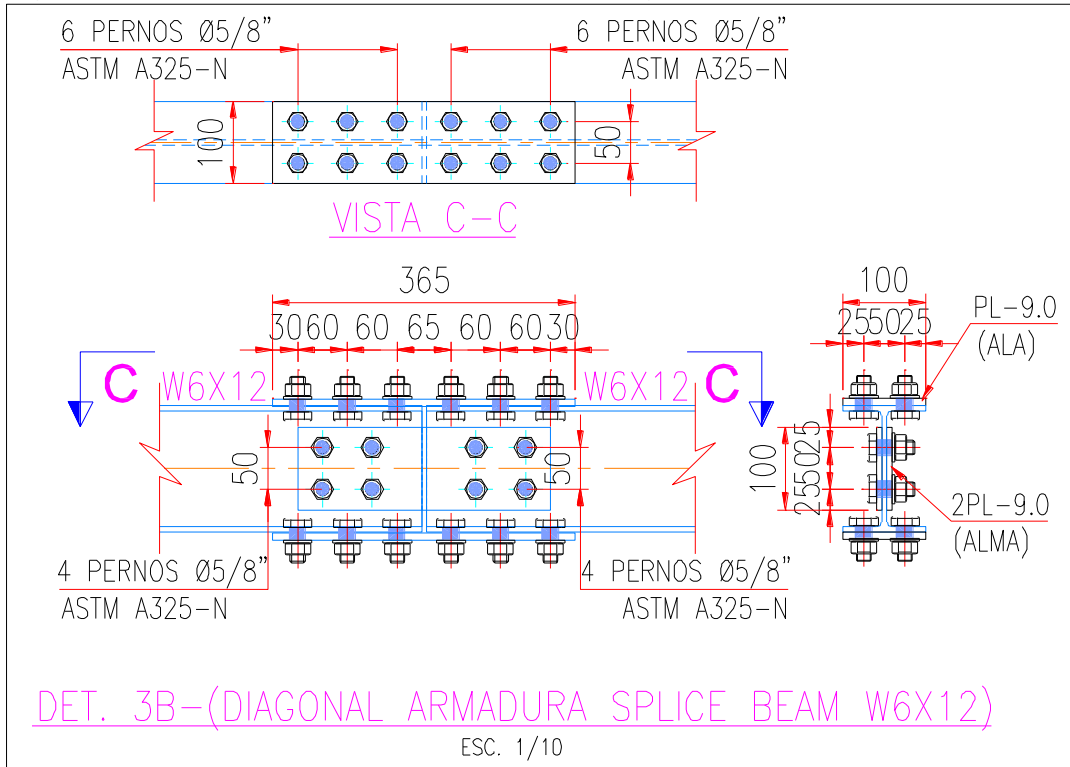 6 PERNOS Ø5/8”
ASTM A325-N
6 PERNOS Ø5/8”
ASTM A325-N
100
50
VISTA C-C
365
30
60
60
65
60
60
30
100
25
50
25
PL-9.0
(ALA)
C
W6X12
W6X12
C
50
50
100
25
50
25
2PL-9.0
(ALMA)
4 PERNOS Ø5/8”
ASTM A325-N
4 PERNOS Ø5/8”
ASTM A325-N
DET. 3B-(DIAGONAL ARMADURA SPLICE BEAM W6X12)
ESC. 1/10